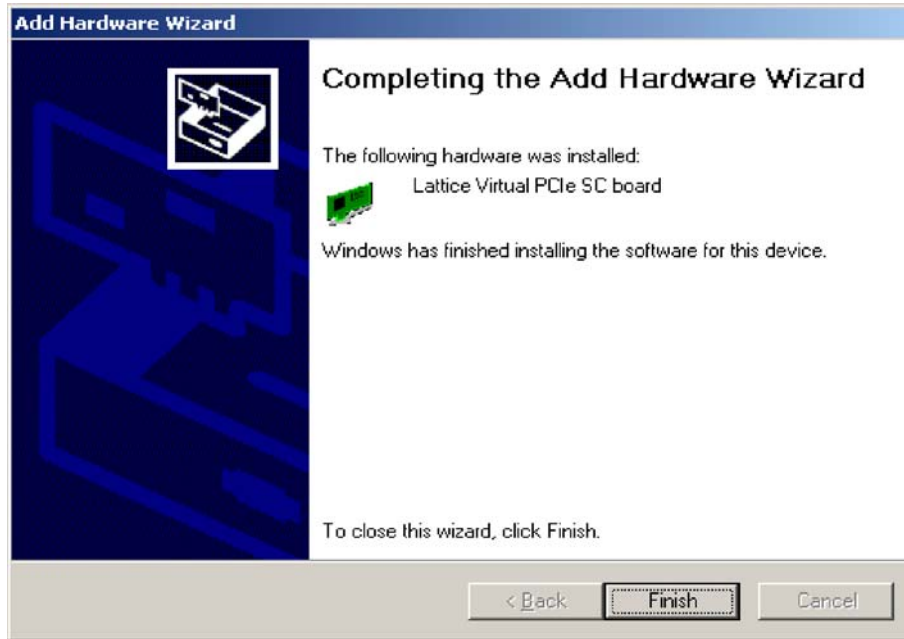 Add Hardware Wizard
Completing the Add Hardware Wizard
The following hardware was installed:
Lattice Virtual PCIe SC board
Windows has finished installing the software for this device.
To close this wizard, click Finish.
< Back Finish Cancel